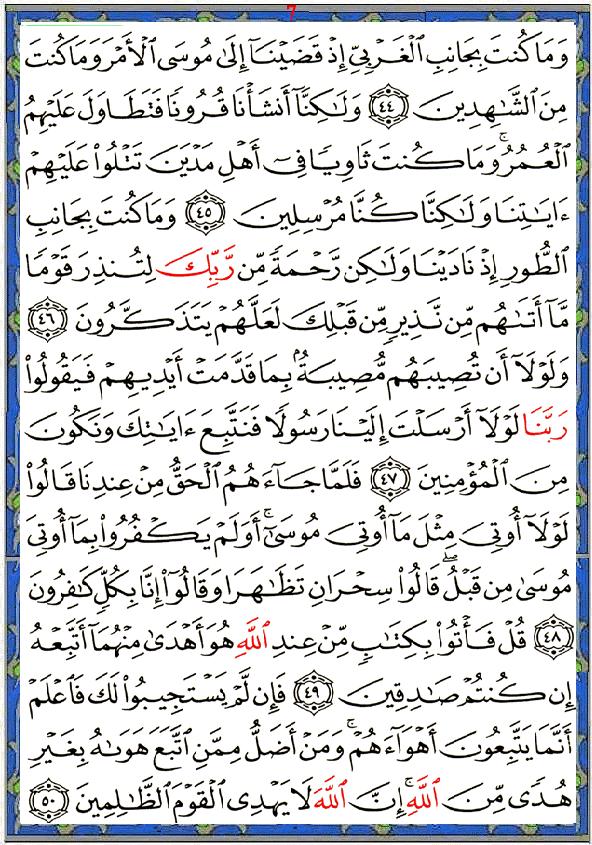 7
وَمَا كُنتَ بِجَانِبِ ٱلْغَرْبِيِّ إِذْ قَضَيْنَآ إِلَىٰ مُوسَى ٱلْأَمْرَ وَمَا كُنتَ
مِنَ ٱلشَّٰهِدِينَ ٤٤ وَلَٰكِنَّآ أَنشَأْنَا قُرُونًا فَتَطَاوَلَ عَلَيْهِمُ
ٱلْعُمُرُ ۚ وَمَا كُنتَ ثَاوِيًا فِىٓ أَهْلِ مَدْيَنَ تَتْلُوا۟ عَلَيْهِمْ
ءَايَٰتِنَا وَلَٰكِنَّا كُنَّا مُرْسِلِينَ ٤٥ وَمَا كُنتَ بِجَانِبِ
ٱلطُّورِ إِذْ نَادَيْنَا وَلَٰكِن رَّحْمَةً مِّن رَّبِّكَ لِتُنذِرَ قَوْمًا
مَّآ أَتَىٰهُم مِّن نَّذِيرٍ مِّن قَبْلِكَ لَعَلَّهُمْ يَتَذَكَّرُونَ ٤٦
وَلَوْلَآ أَن تُصِيبَهُم مُّصِيبَةٌۢ بِمَا قَدَّمَتْ أَيْدِيهِمْ فَيَقُولُوا۟
رَبَّنَا لَوْلَآ أَرْسَلْتَ إِلَيْنَا رَسُولًا فَنَتَّبِعَ ءَايَٰتِكَ وَنَكُونَ
مِنَ ٱلْمُؤْمِنِينَ ٤٧ فَلَمَّا جَآءَهُمُ ٱلْحَقُّ مِنْ عِندِنَا قَالُوا۟
لَوْلَآ أُوتِىَ مِثْلَ مَآ أُوتِىَ مُوسَىٰٓ ۚ أَوَلَمْ يَكْفُرُوا۟ بِمَآ أُوتِىَ
مُوسَىٰ مِن قَبْلُ ۖ قَالُوا۟ سِحْرَانِ تَظَٰهَرَا وَقَالُوٓا۟ إِنَّا بِكُلٍّ كَٰفِرُونَ
٤٨ قُلْ فَأْتُوا۟ بِكِتَٰبٍ مِّنْ عِندِ ٱللَّهِ هُوَ أَهْدَىٰ مِنْهُمَآ أَتَّبِعْهُ
إِن كُنتُمْ صَٰدِقِينَ ٤٩ فَإِن لَّمْ يَسْتَجِيبُوا۟ لَكَ فَٱعْلَمْ
أَنَّمَا يَتَّبِعُونَ أَهْوَآءَهُمْ ۚ وَمَنْ أَضَلُّ مِمَّنِ ٱتَّبَعَ هَوَىٰهُ بِغَيْرِ
هُدًى مِّنَ ٱللَّهِ ۚ إِنَّ ٱللَّهَ لَا يَهْدِى ٱلْقَوْمَ ٱلظَّٰلِمِينَ ٥٠